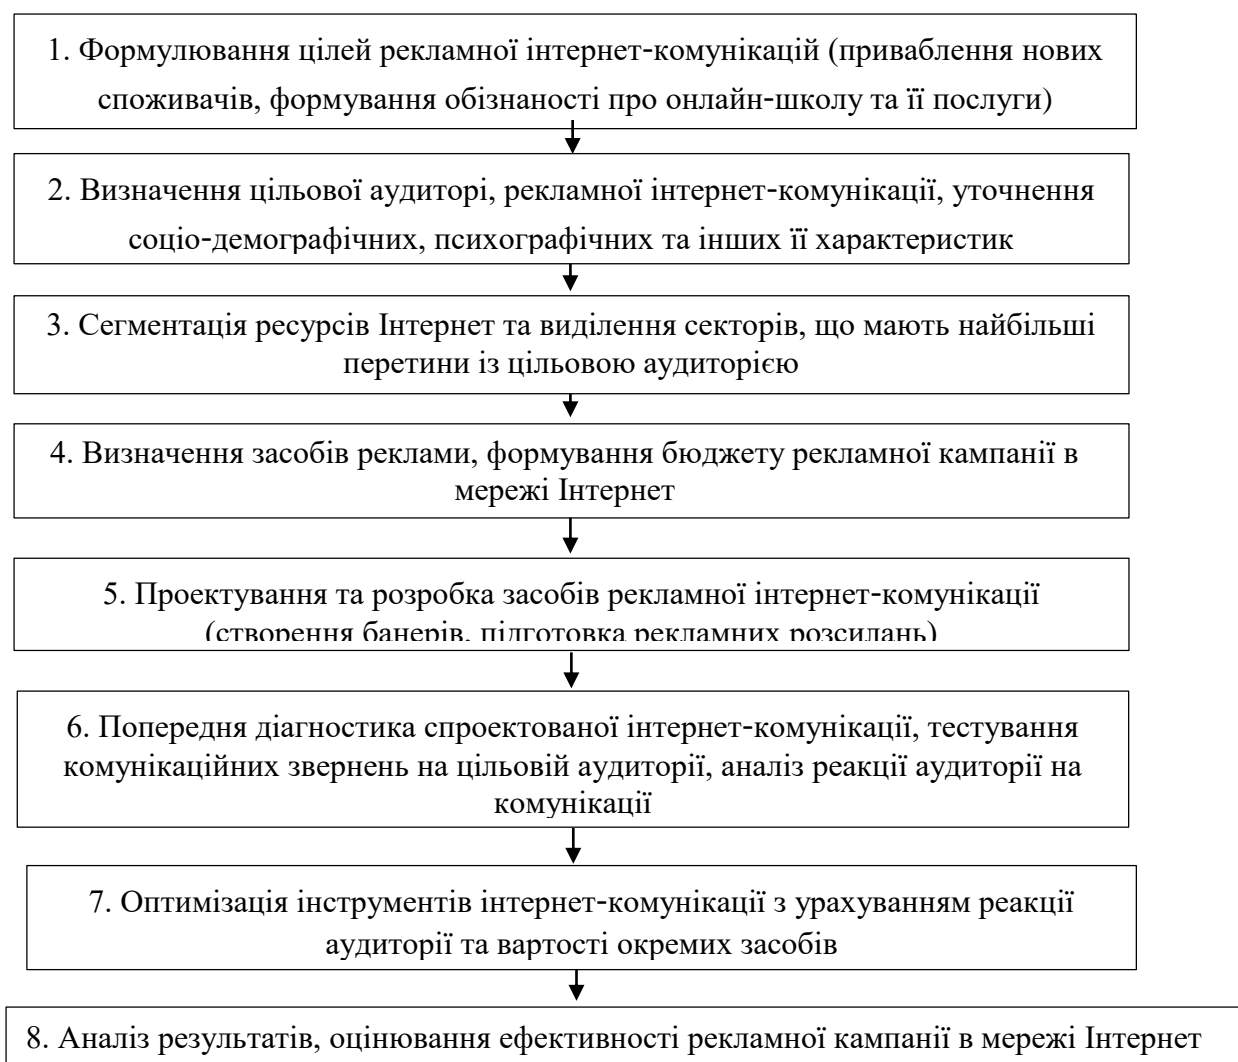 1. Формулювання цілей рекламної інтернет-комунікацій (приваблення нових
споживачів, формування обізнаності про онлайн-школу та її послуги)
2. Визначення цільової аудиторі, рекламної інтернет-комунікації, уточнення
соціо-демографічних, психографічних та інших її характеристик
3. Сегментація ресурсів Інтернет та виділення секторів, що мають найбільші
перетини із цільовою аудиторією
4. Визначення засобів реклами, формування бюджету рекламної кампанії в
мережі Інтернет
5. Проектування та розробка засобів рекламної інтернет-комунікації
(створення банерів, підготовка рекламних розсилань)
6. Попередня діагностика спроектованої інтернет-комунікації, тестування
комунікаційних звернень на цільовій аудиторії, аналіз реакції аудиторії на
комунікації
7. Оптимізація інструментів інтернет-комунікації з урахуванням реакції
аудиторії та вартості окремих засобів
8. Аналіз результатів, оцінювання ефективності рекламної кампанії в мережі Інтернет